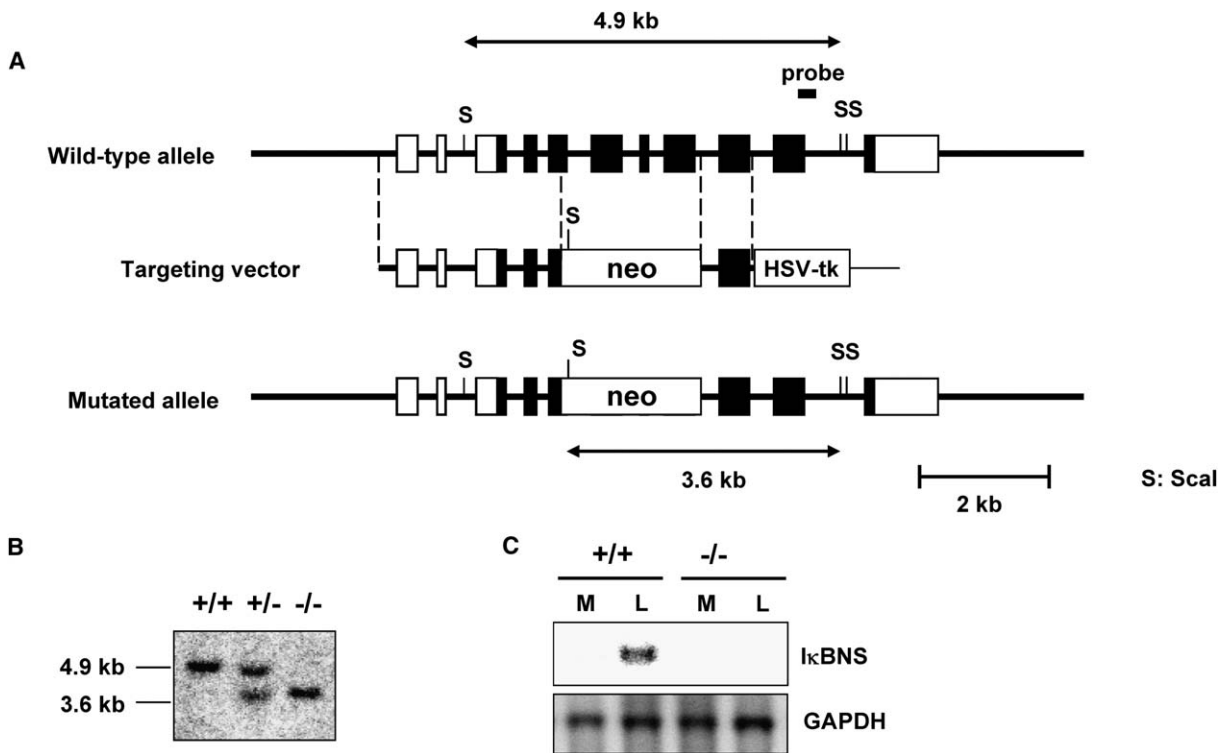 A
4.9 kb
probe
S
SS
Wild-type allele
S
Targeting vector
neo
HSV-tk
S
S
SS
Mutated allele
neo
3.6 kb
2 kb
S: ScaI
B
+/+ +/- -/-
4.9 kb
3.6 kb
C
+/+ -/-
M L M L
IκBNS
GAPDH